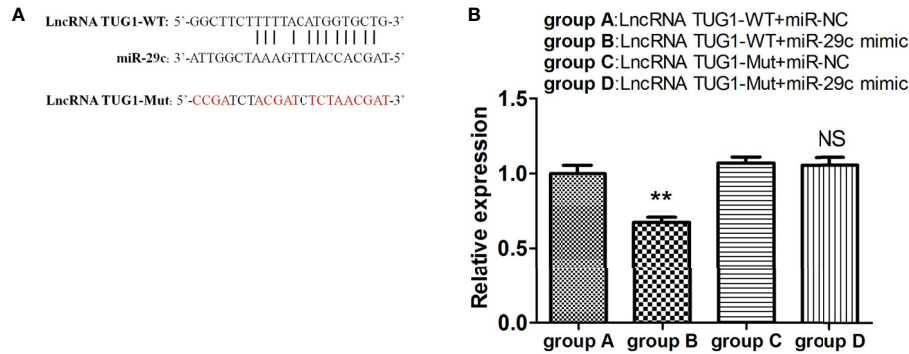 A
LncRNA TUG1-WT: 5'-GGCTTCTTTTTACATGGTGCTG-3'
miR-29c: 3'-ATTGGCTAAAGTTTACCACGAT-5'
LncRNA TUG1-Mut: 5'-CCGATCTACGATCTCTAACGAT-3'
B
group A:LncRNA TUG1-WT+miR-NC
group B:LncRNA TUG1-WT+miR-29c mimic
group C:LncRNA TUG1-Mut+miR-NC
group D:LncRNA TUG1-Mut+miR-29c mimic
Relative expression
1.5
1.0
0.5
0.0
**
NS
group A group B group C group D